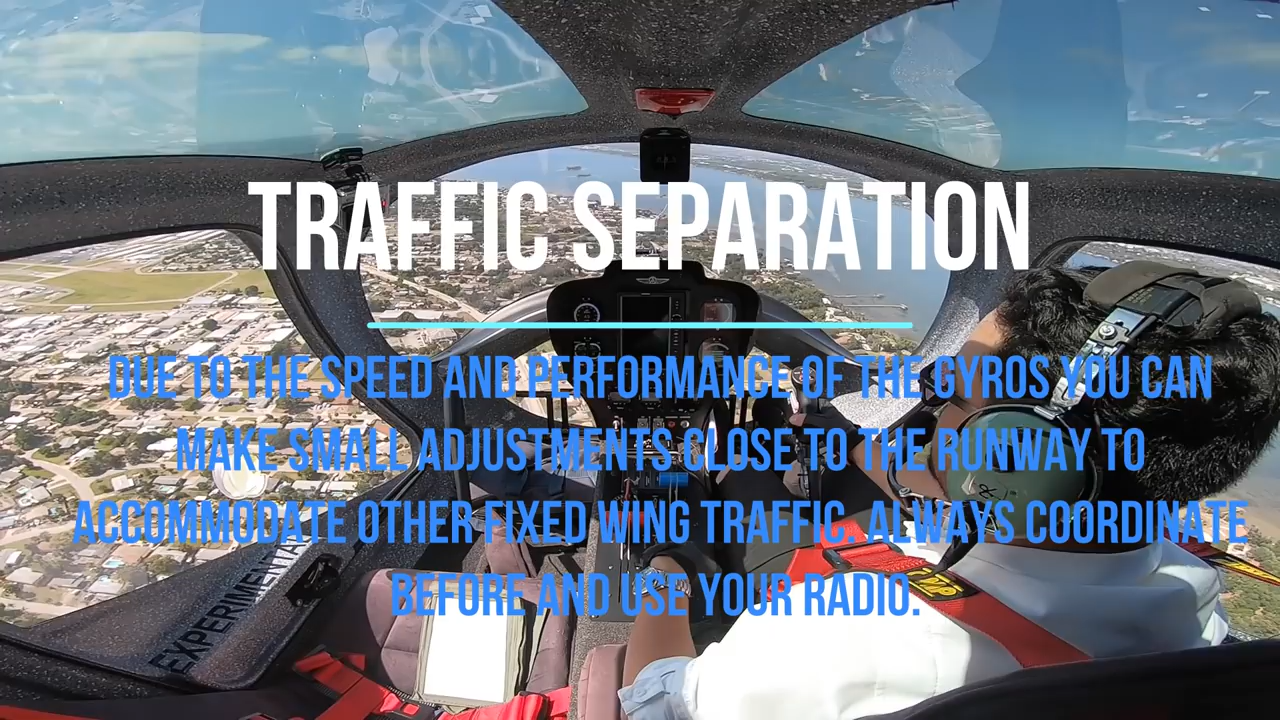 TRAFFIC SEPARATION
DUE TO THE SPEED AND PERFORMANCE OF THE GYROS YOU CAN
MAKE SMALL ADJUSTMENTS CLOSE TO THE RUNWAY TO
ACCOMMODATE OTHER FIXED WING TRAFFIC. ALWAYS COORDINATE
BEFORE AND USE YOUR RADIO.
EXPERIMENTAL